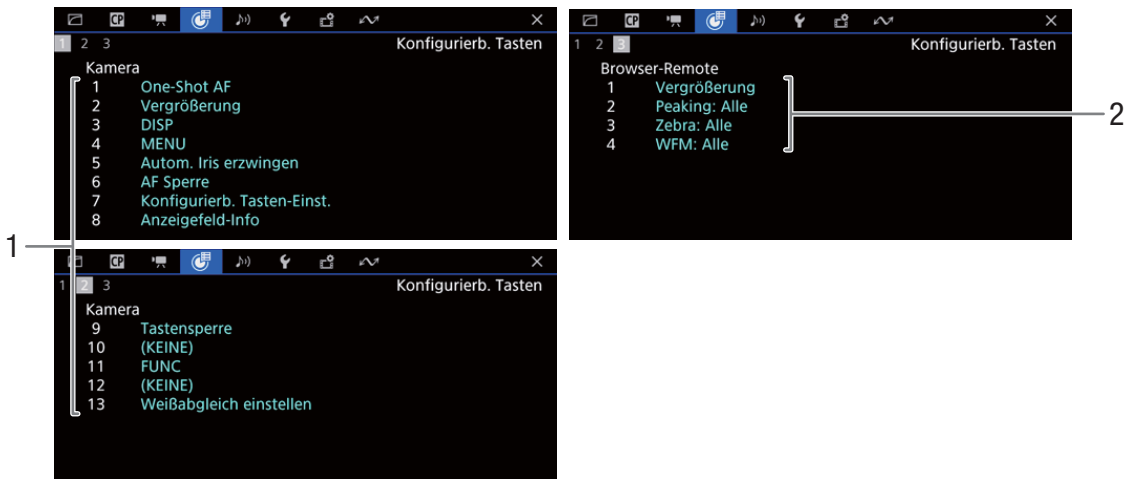 CP
1 2 3 Konfigurierb. Tasten
Kamera
1 One-Shot AF
2 Vergrößerung
3 DISP
4 MENU
5 Autom. Iris erzwingen
6 AF Sperre
7 Konfigurierb. Tasten-Einst.
8 Anzeigefeld-Info
CP
1 2 3 Konfigurierb. Tasten
Browser-Remote
1 Vergrößerung
2 Peaking: Alle
3 Zebra: Alle
4 WFM: Alle
2
1
CP
1 2 3 Konfigurierb. Tasten
Kamera
9 Tastensperre
10 (KEINE)
11 FUNC
12 (KEINE)
13 Weißabgleich einstellen